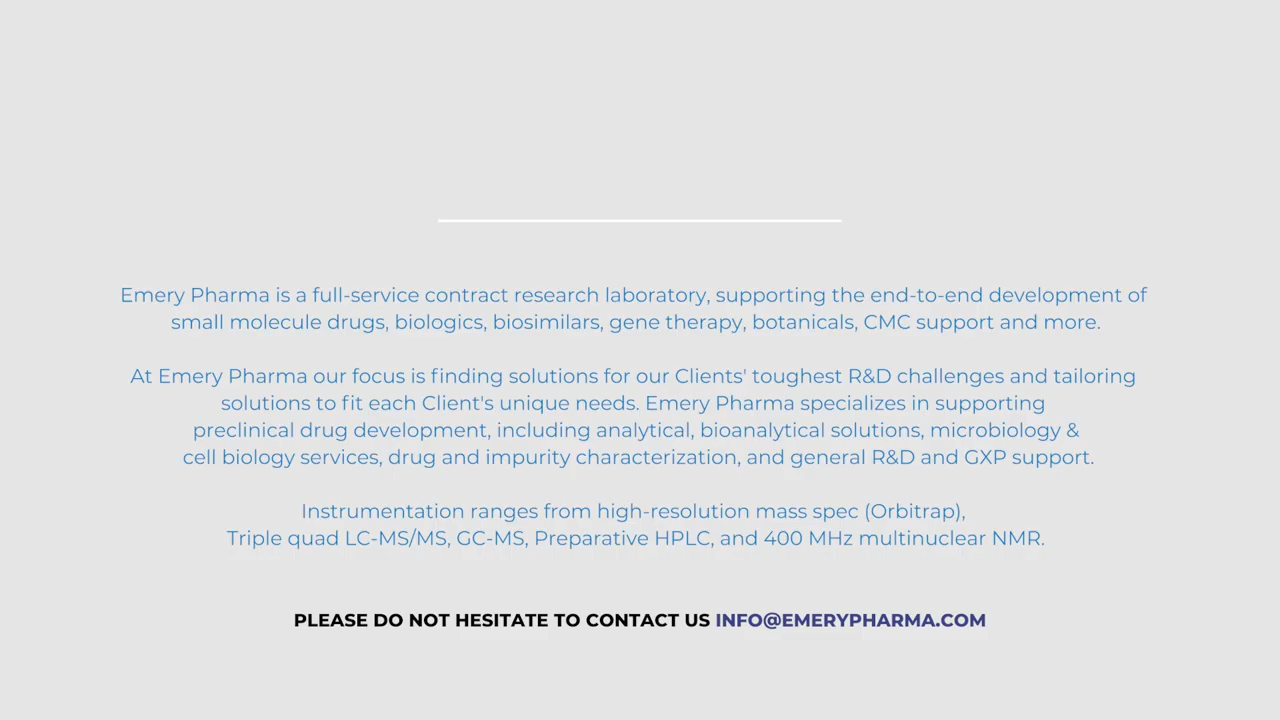 Emery Pharma is a full-service contract research laboratory, supporting the end-to-end development of
small molecule drugs, biologics, biosimilars, gene therapy, botanicals, CMC support and more.
At Emery Pharma our focus is finding solutions for our Clients' toughest R&D challenges and tailoring
solutions to fit each Client's unique needs. Emery Pharma specializes in supporting
preclinical drug development, including analytical, bioanalytical solutions, microbiology &
cell biology services, drug and impurity characterization, and general R&D and GXP support.
Instrumentation ranges from high-resolution mass spec (Orbitrap),
Triple quad LC-MS/MS, GC-MS, Preparative HPLC, and 400 MHz multinuclear NMR.
PLEASE DO NOT HESITATE TO CONTACT US INFO@EMERYPHARMA.COM